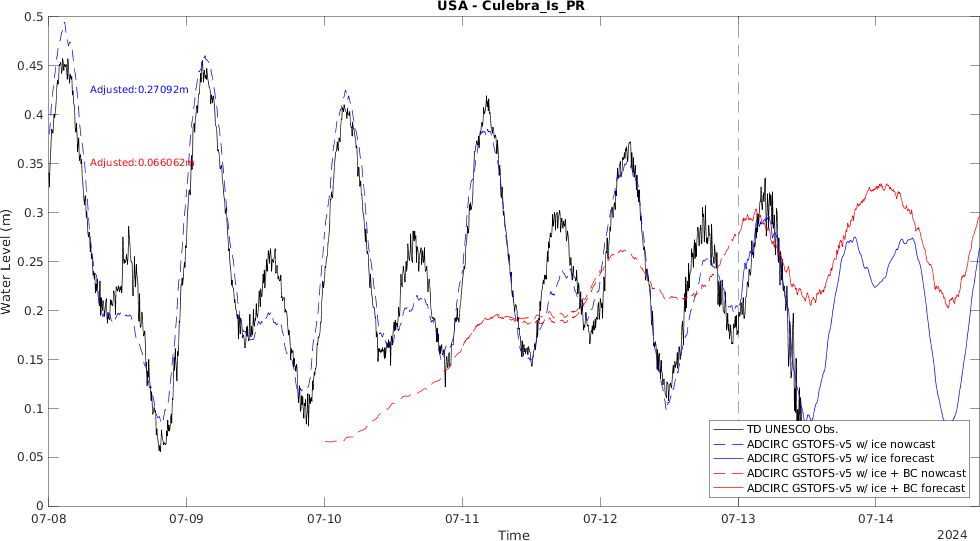 USA - Culebra_Is_PR
0.5
0.45
0.4
0.35
0.3
0.25
0.2
0.15
0.1
0.05
0
Water Level (m)
Adjusted:0.27092m
Adjusted:0.066062m
TD UNESCO Obs.
ADCIRC GSTOFS-v5 w/ ice nowcast
ADCIRC GSTOFS-v5 w/ ice forecast
ADCIRC GSTOFS-v5 w/ ice + BC nowcast
ADCIRC GSTOFS-v5 w/ ice + BC forecast
07-08 07-09 07-10 07-11 07-12 07-13 07-14
Time
2024